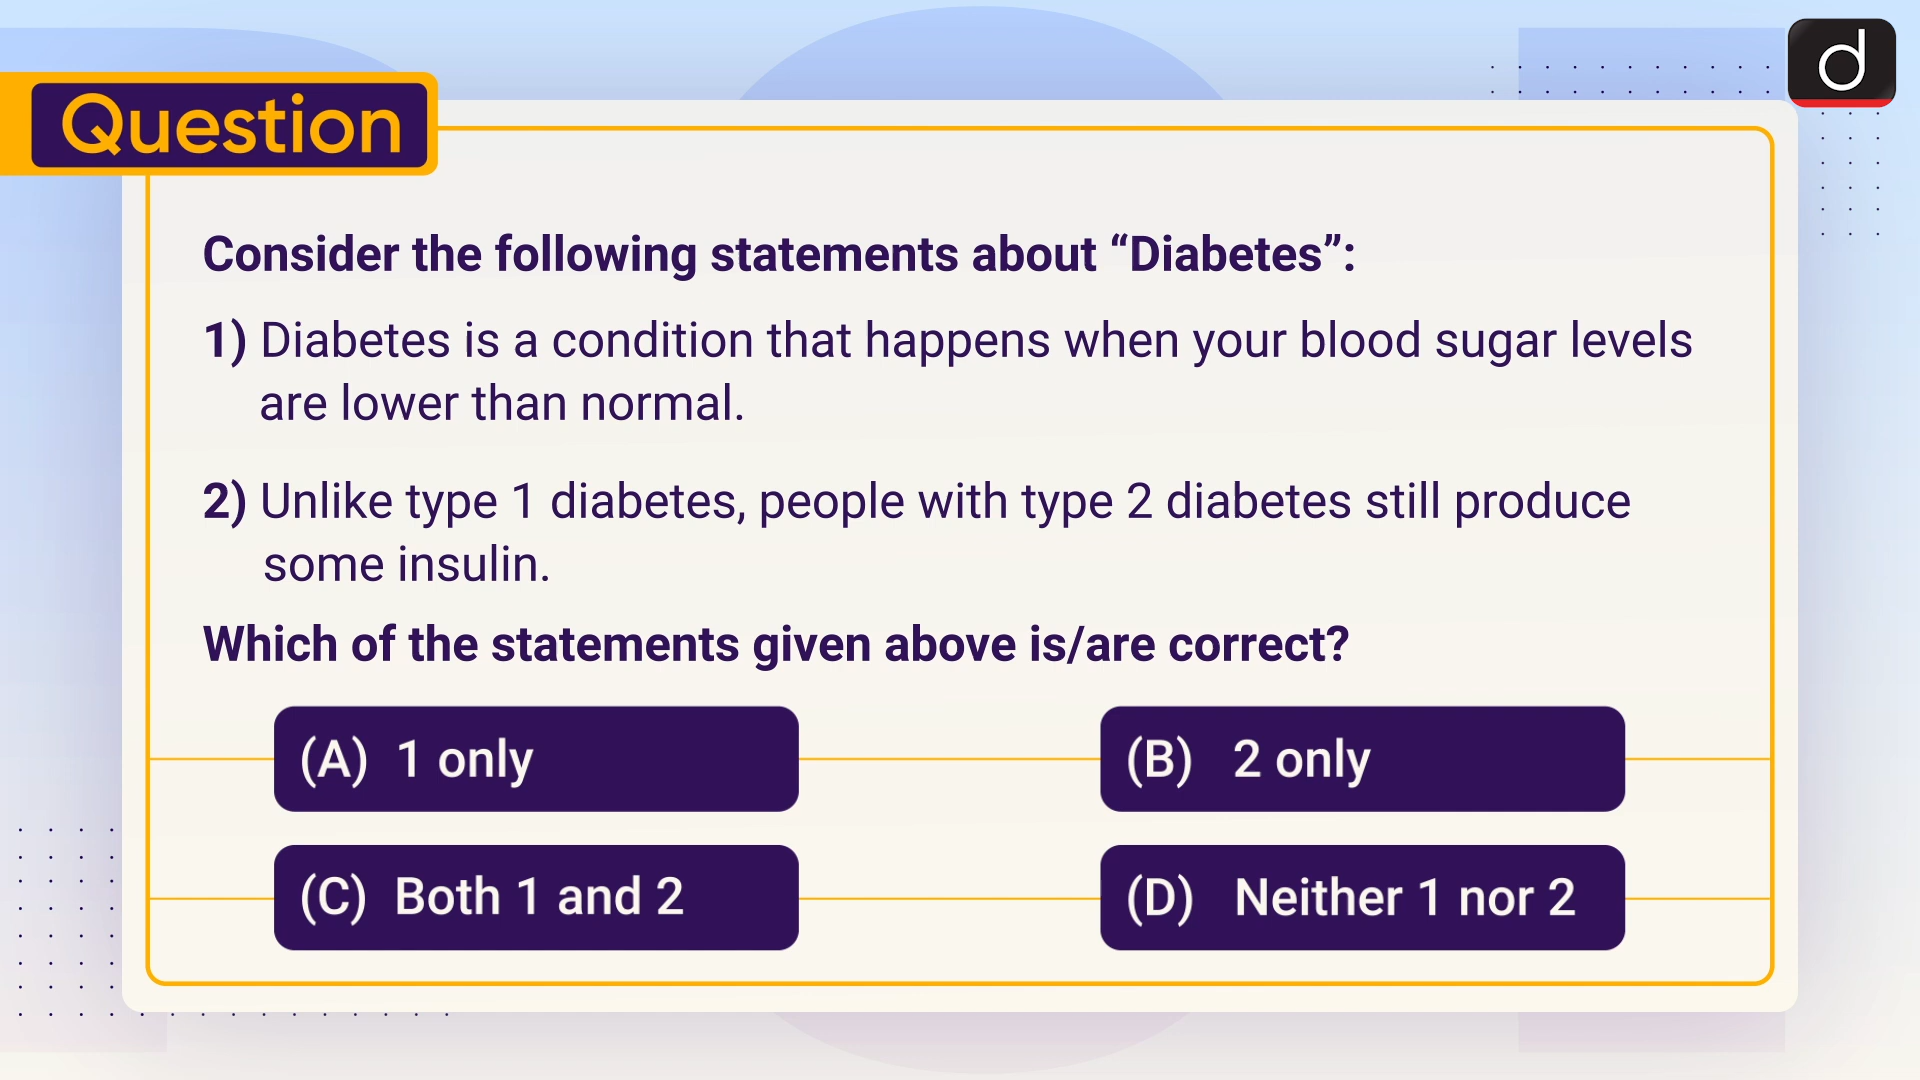 Question
Consider the following statements about “Diabetes”:
1) Diabetes is a condition that happens when your blood sugar levels
are lower than normal.
2) Unlike type 1 diabetes, people with type 2 diabetes still produce
some insulin.
Which of the statements given above is/are correct?
(A) 1 only
(B) 2 only
(C) Both 1 and 2
(D) Neither 1 nor 2
d